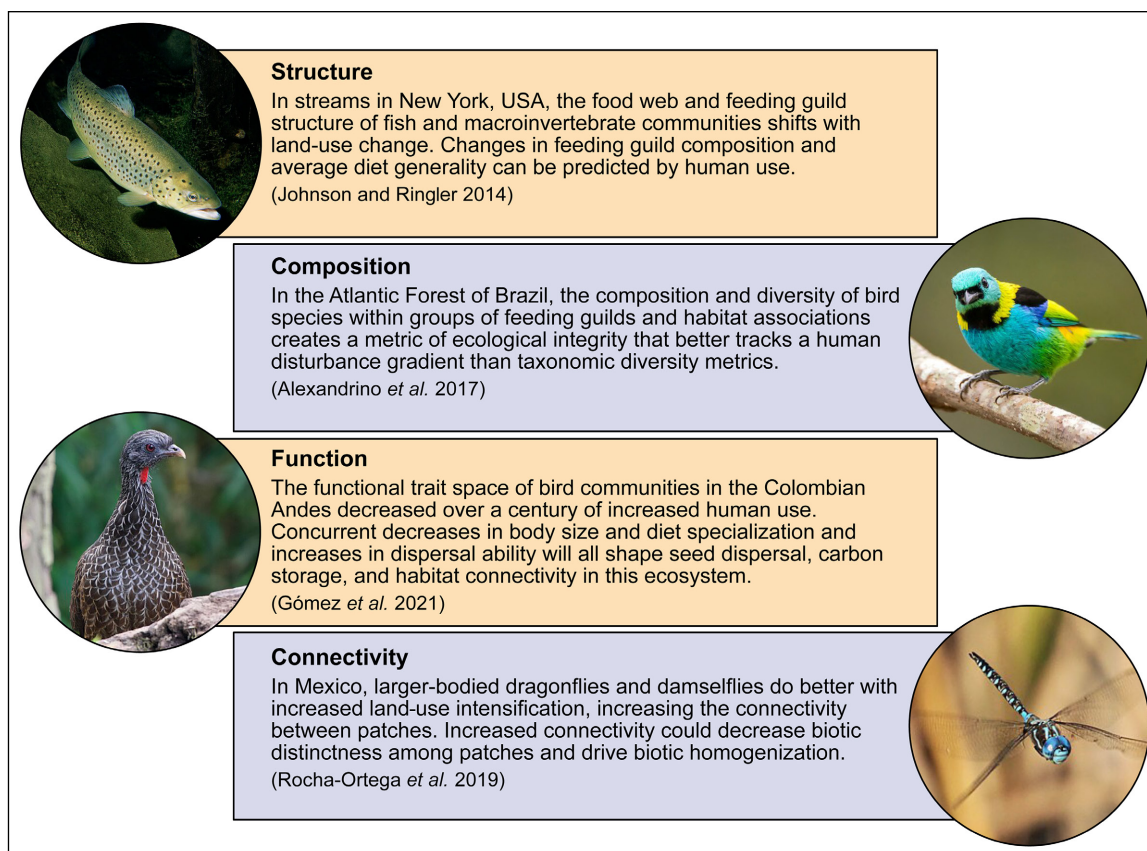 Structure
In streams in New York, USA, the food web and feeding guild
structure of fish and macroinvertebrate communities shifts with
land-use change. Changes in feeding guild composition and
average diet generality can be predicted by human use.
(Johnson and Ringler 2014)
Composition
In the Atlantic Forest of Brazil, the composition and diversity of bird
species within groups of feeding guilds and habitat associations
creates a metric of ecological integrity that better tracks a human
disturbance gradient than taxonomic diversity metrics.
(Alexandrino et al. 2017)
Function
The functional trait space of bird communities in the Colombian
Andes decreased over a century of increased human use.
Concurrent decreases in body size and diet specialization and
increases in dispersal ability will all shape seed dispersal, carbon
storage, and habitat connectivity in this ecosystem.
(Gómez et al. 2021)
Connectivity
In Mexico, larger-bodied dragonflies and damselflies do better with
increased land-use intensification, increasing the connectivity
between patches. Increased connectivity could decrease biotic
distinctness among patches and drive biotic homogenization.
(Rocha-Ortega et al. 2019)